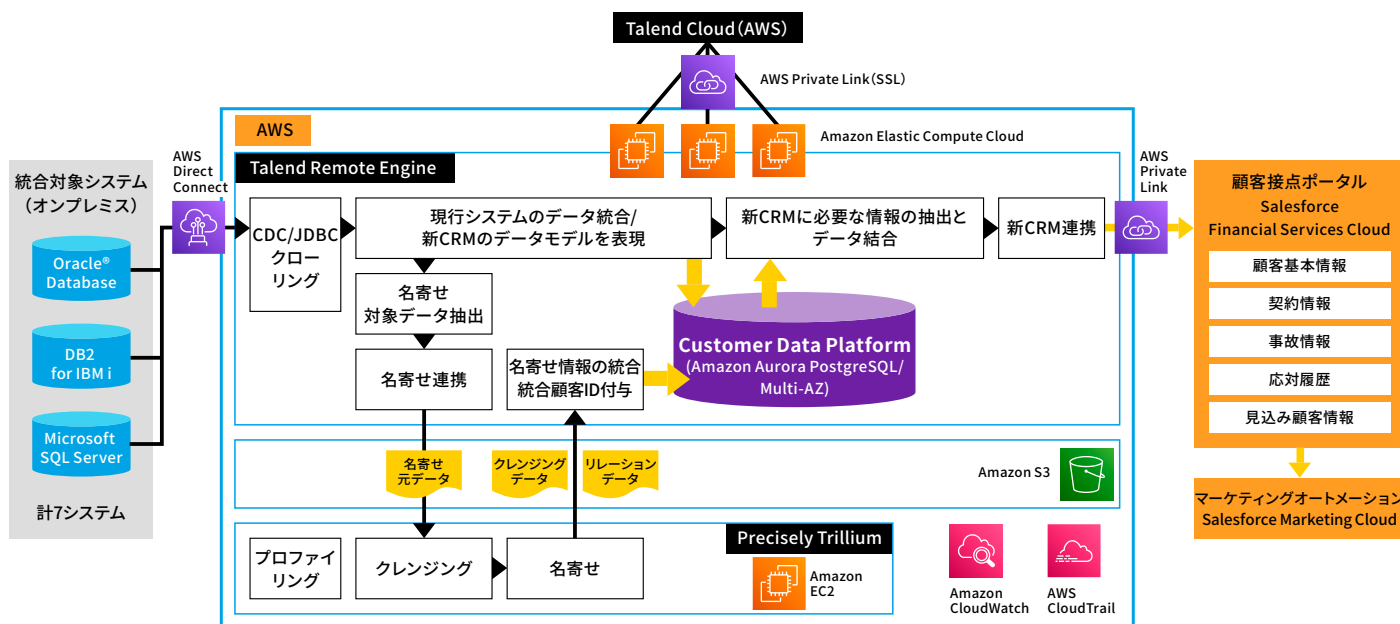 Talend Cloud（AWS）
AWS Private Link（SSL）
AWS
Amazon Elastic Compute Cloud
Talend Remote Engine
統合対象システム
（オンプレミス）
Oracle®
Database
DB2
for IBM i
Microsoft
SQL Server
計7システム
AWS
Direct
Connect
CDC/JDBC
クロー
リング
現行システムのデータ統合/
新CRMのデータモデルを表現
新CRMに必要な情報の抽出と
データ結合
新CRM連携
名寄せ
対象データ抽出
名寄せ連携
名寄せ情報の統合
統合顧客ID付与
Customer Data Platform
(Amazon Aurora PostgreSQL/
Multi-AZ)
名寄せ
元データ
クレンジング
データ
リレーション
データ
Amazon S3
プロファイ
リング
クレンジング
名寄せ
Precisely Trillium
Amazon
EC2
Amazon
CloudWatch
AWS
CloudTrail
AWS
Private
Link
顧客接点ポータル
Salesforce
Financial Services Cloud
顧客基本情報
契約情報
事故情報
応対履歴
見込み顧客情報
マーケティングオートメーション
Salesforce Marketing Cloud